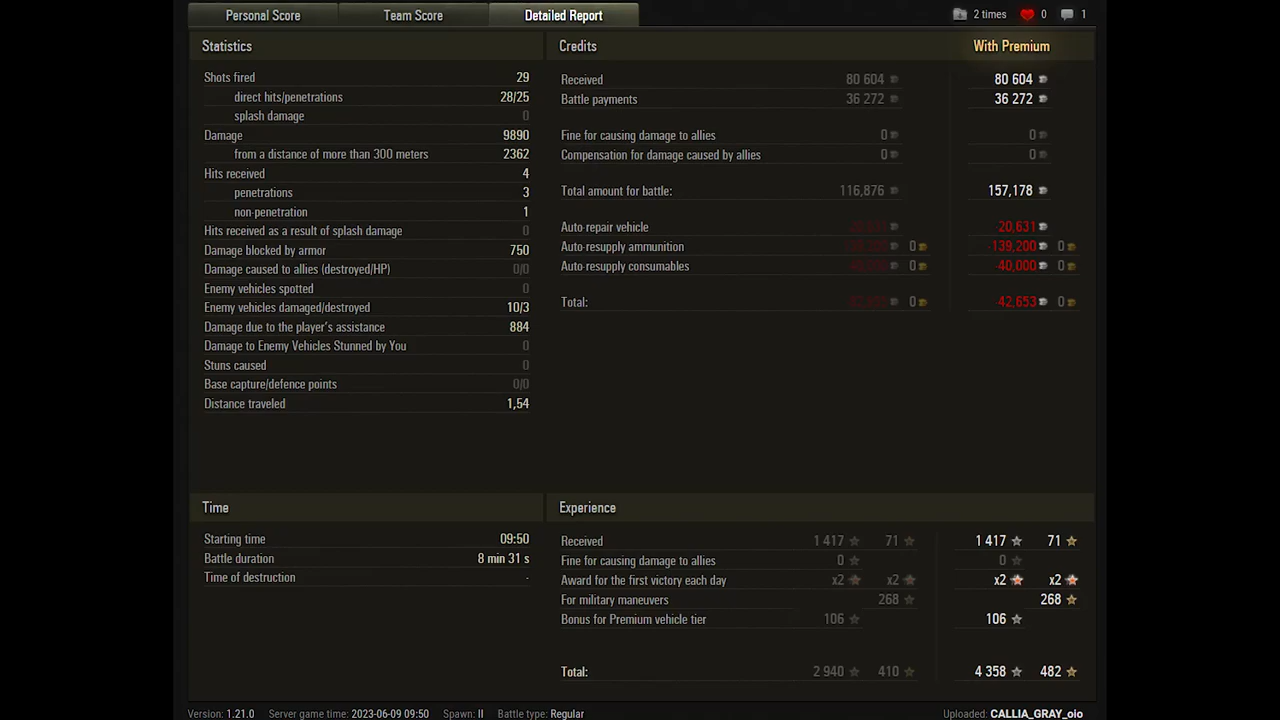 Personal Score Team Score Detailed Report 2 times 0 1
Statistics
Shots fired 29
direct hits/penetrations 28/25
splash damage 0
Damage 9890
from a distance of more than 300 meters 2362
Hits received 4
penetrations 3
non-penetration 1
Hits received as a result of splash damage 0
Damage blocked by armor 750
Damage caused to allies (destroyed/HP) 0/0
Enemy vehicles spotted 0
Enemy vehicles damaged/destroyed 10/3
Damage due to the player's assistance 884
Damage to Enemy Vehicles Stunned by You 0
Stuns caused 0
Base capture/defence points 0/0
Distance traveled 1,54
Credits With Premium
Received 80 604 80 604
Battle payments 36 272 36 272
Fine for causing damage to allies 0 0
Compensation for damage caused by allies 0 0
Total amount for battle: 116,876 157,178
Auto-repair vehicle -20,631
Auto-resupply ammunition 0 -139,200 0
Auto-resupply consumables 0 -40,000 0
Total: 0 -42,653 0
Time
Starting time 09:50
Battle duration 8 min 31 s
Time of destruction -
Experience
Received 1 417 71 1 417 71
Fine for causing damage to allies 0 0
Award for the first victory each day x2 x2 x2 x2
For military maneuvers 268 268
Bonus for Premium vehicle tier 106 106
Total: 2 940 410 4 358 482
Version: 1.21.0 Server game time: 2023-06-09 09:50 Spawn: II Battle type: Regular Uploaded: CALLIA_GRAY_oio